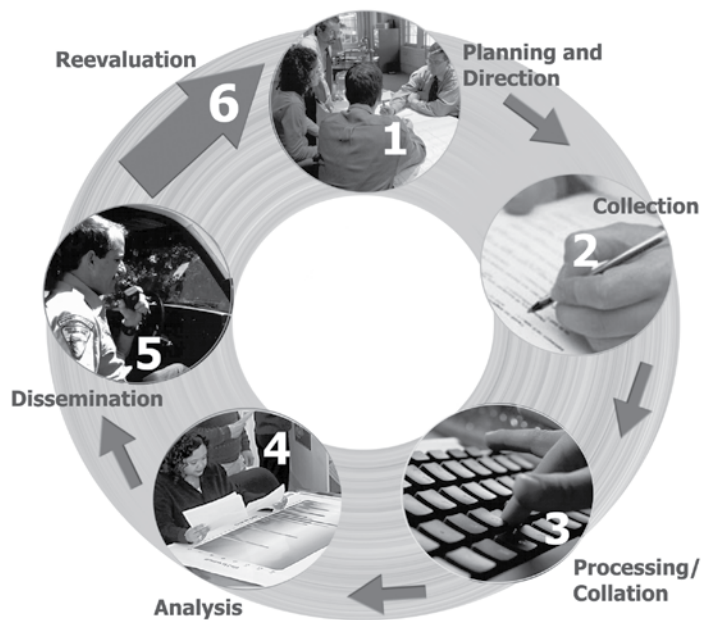 Reevaluation
6
1
Planning and
Direction
Collection
2
3
Processing/
Collation
4
Analysis
5
Dissemination